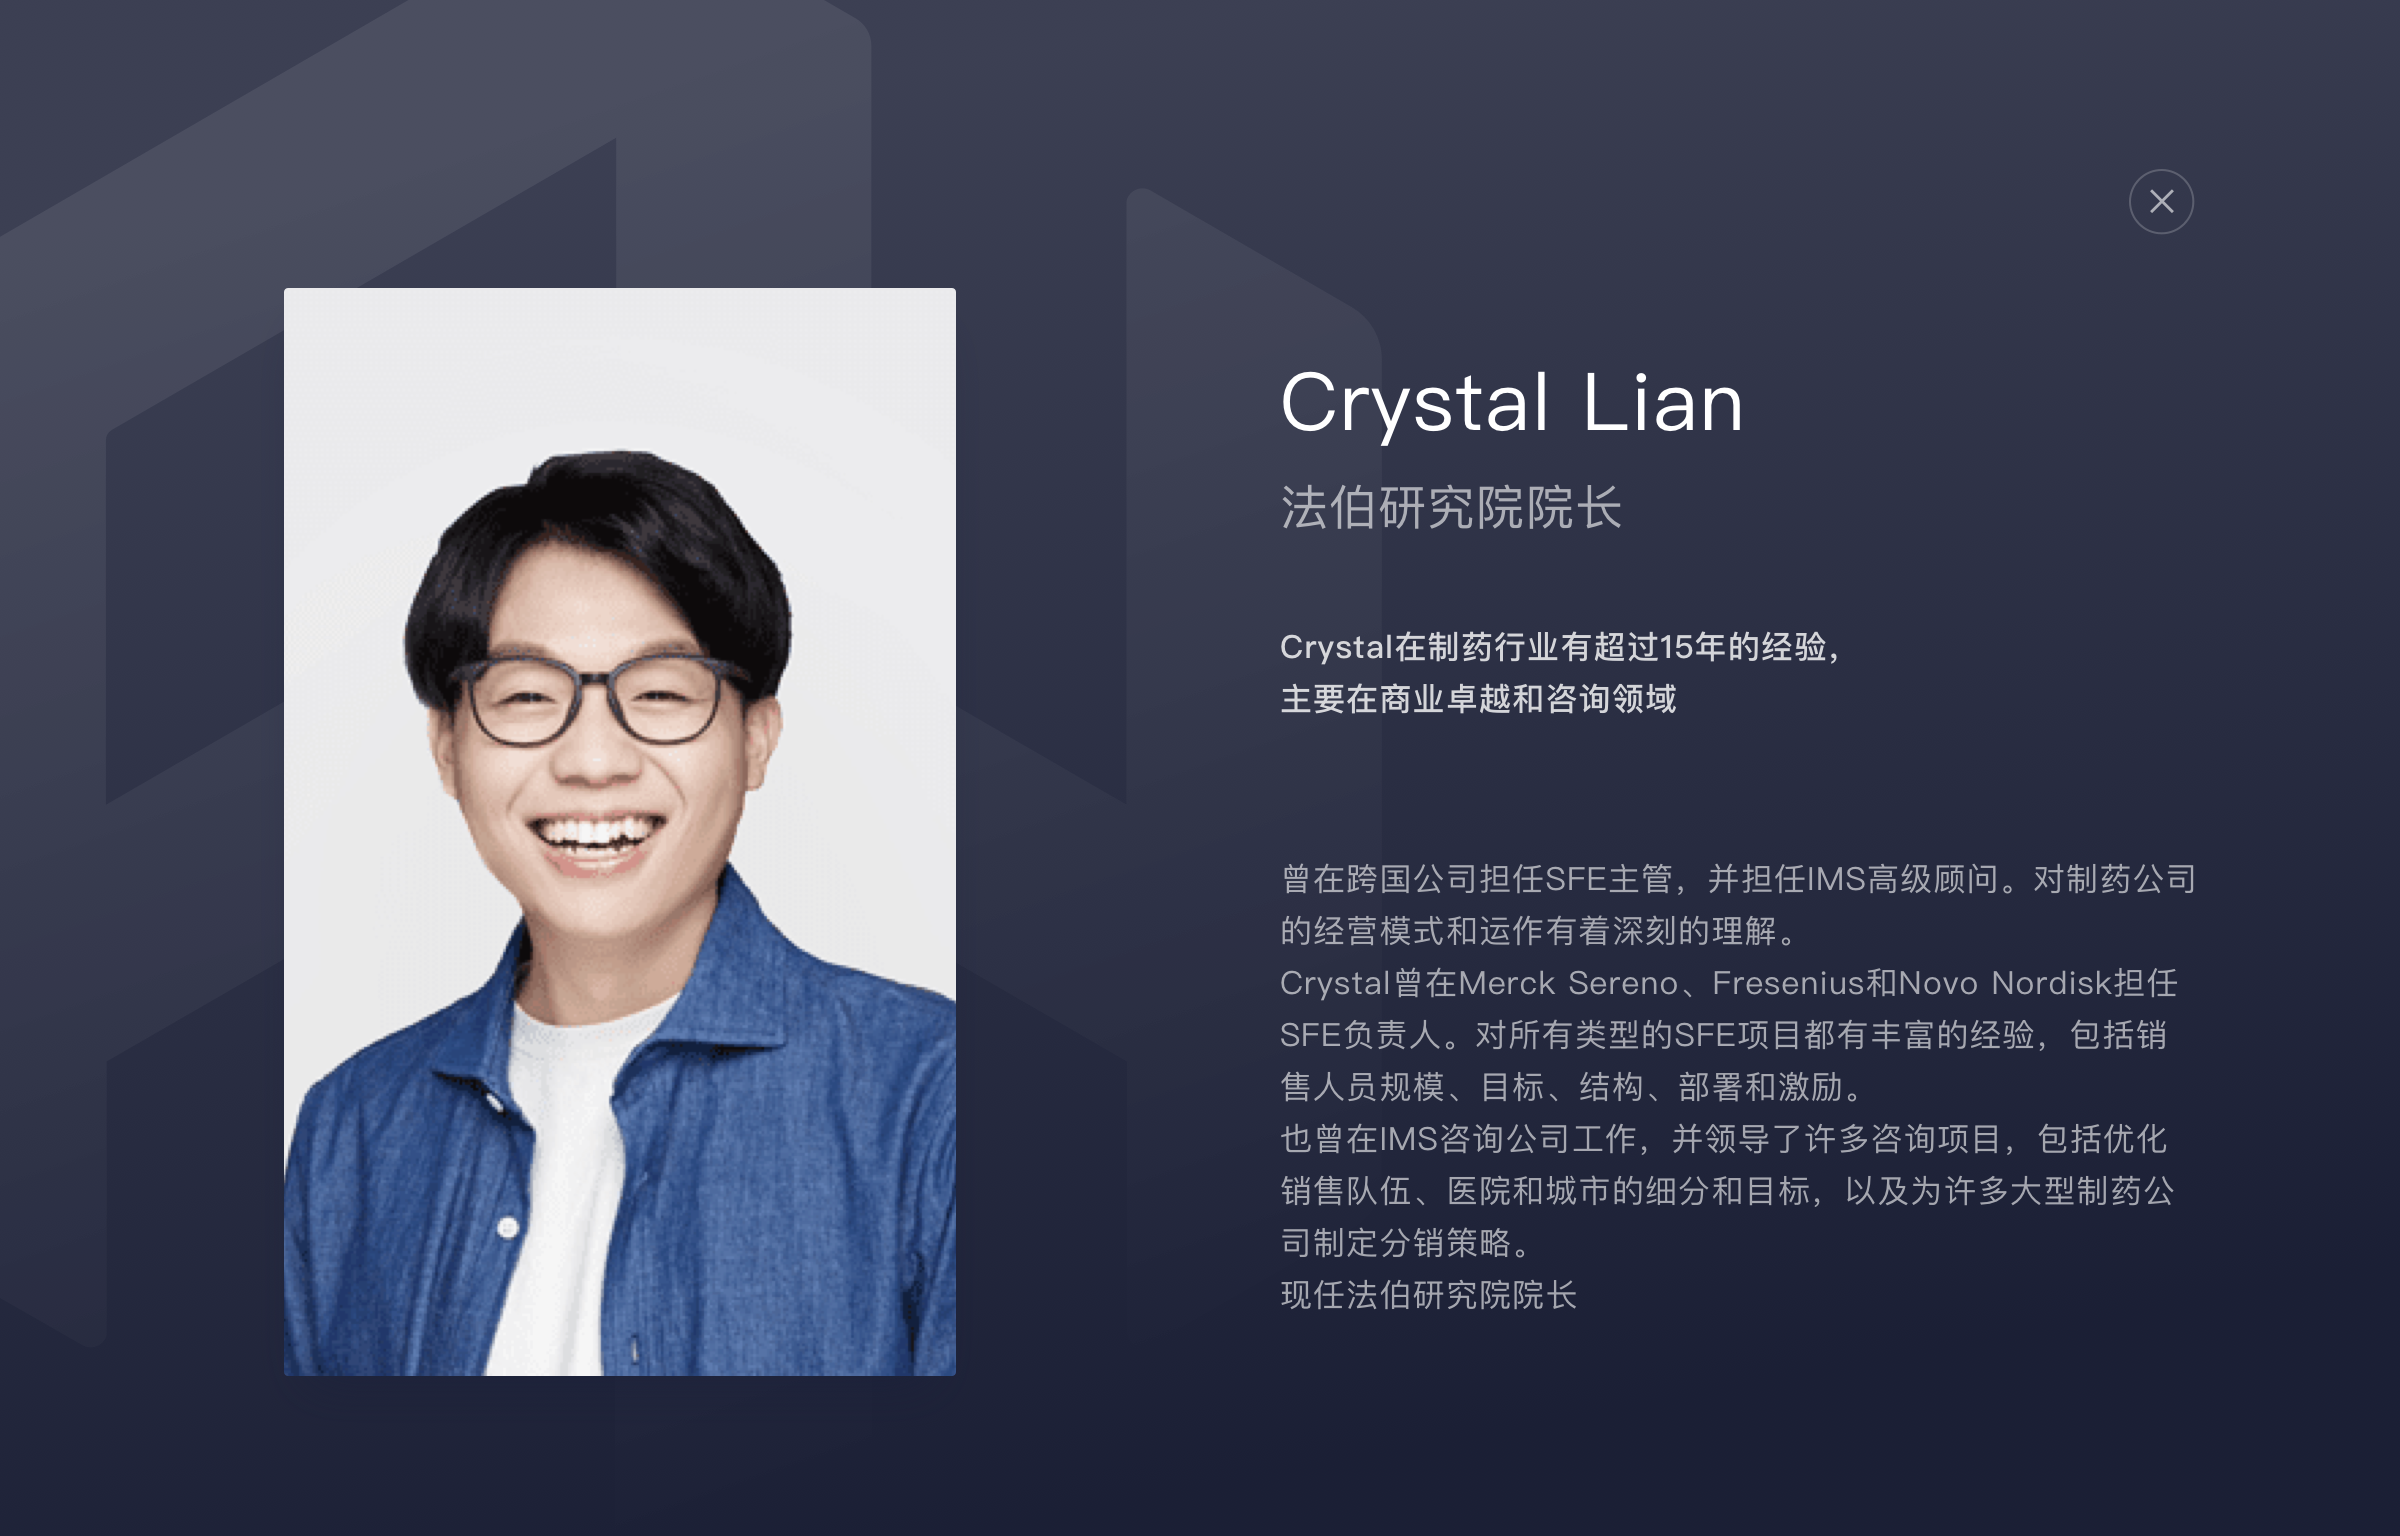 Crystal Lian
法伯研究院院长
Crystal在制药行业有超过15年的经验，
主要在商业卓越和咨询领域
曾在跨国公司担任SFE主管，并担任IMS高级顾问。对制药公司
的经营模式和运作有着深刻的理解。
Crystal曾在Merck Sereno、Fresenius和Novo Nordisk担任
SFE负责人。对所有类型的SFE项目都有丰富的经验，包括销
售人员规模、目标、结构、部署和激励。
也曾在IMS咨询公司工作，并领导了许多咨询项目，包括优化
销售队伍、医院和城市的细分和目标，以及为许多大型制药公
司制定分销策略。
现任法伯研究院院长